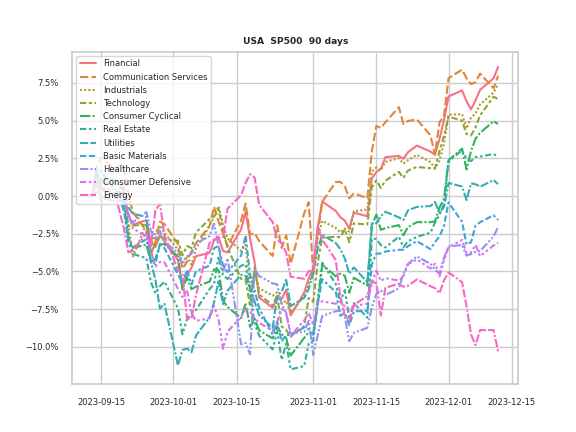 USA  SP500  90 days
Financial
Communication Services
Industrials
Technology
Consumer Cyclical
Real Estate
Utilities
Basic Materials
Healthcare
Consumer Defensive
Energy
7.5%
5.0%
2.5%
0.0%
−2.5%
−5.0%
−7.5%
−10.0%
2023-09-15 2023-10-01 2023-10-15 2023-11-01 2023-11-15 2023-12-01 2023-12-15